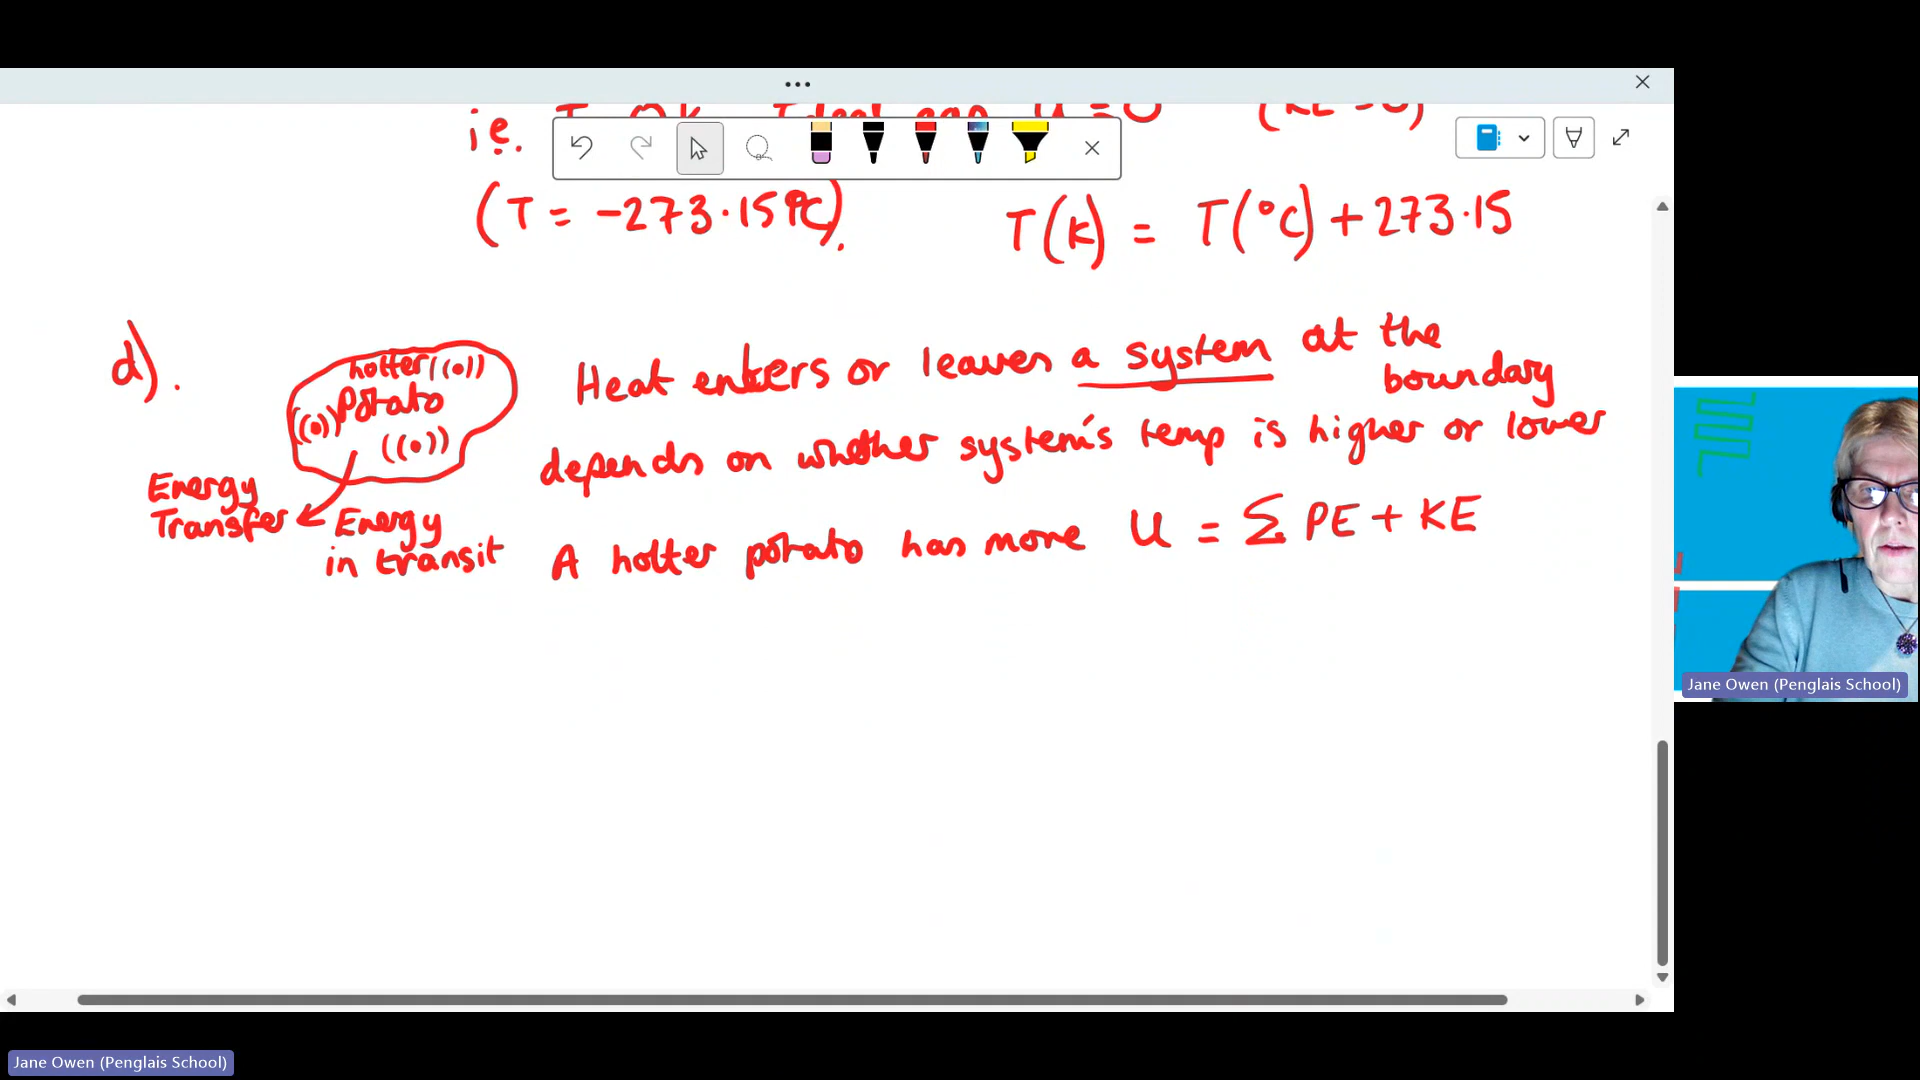 i.e.
(T = -273.15°C). T(K) = T(°C) + 273.15
d).
hotter ((o))
Potato
((o))
((o))
Energy
Transfer
Energy
in transit
Heat enters or leaves a system at the
boundary
depends on whether system's temp is higher or lower
A hotter potato has more U = Σ PE + KE
Jane Owen (Penglais School)
Jane Owen (Penglais School)